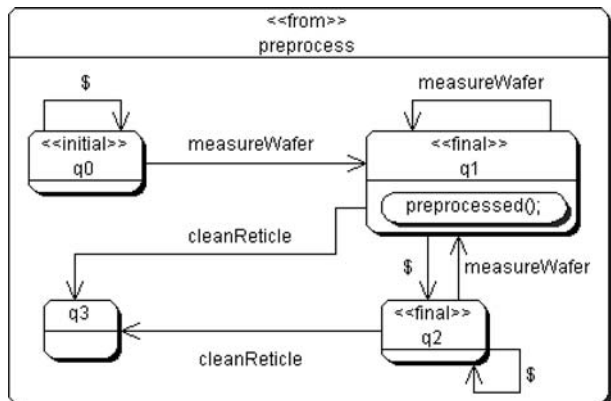 <<from>>
preprocess
$
measureWafer
<<initial>>
q0
measureWafer
<<final>>
q1
preprocessed();
cleanReticle
$
measureWafer
q3
<<final>>
q2
cleanReticle
$